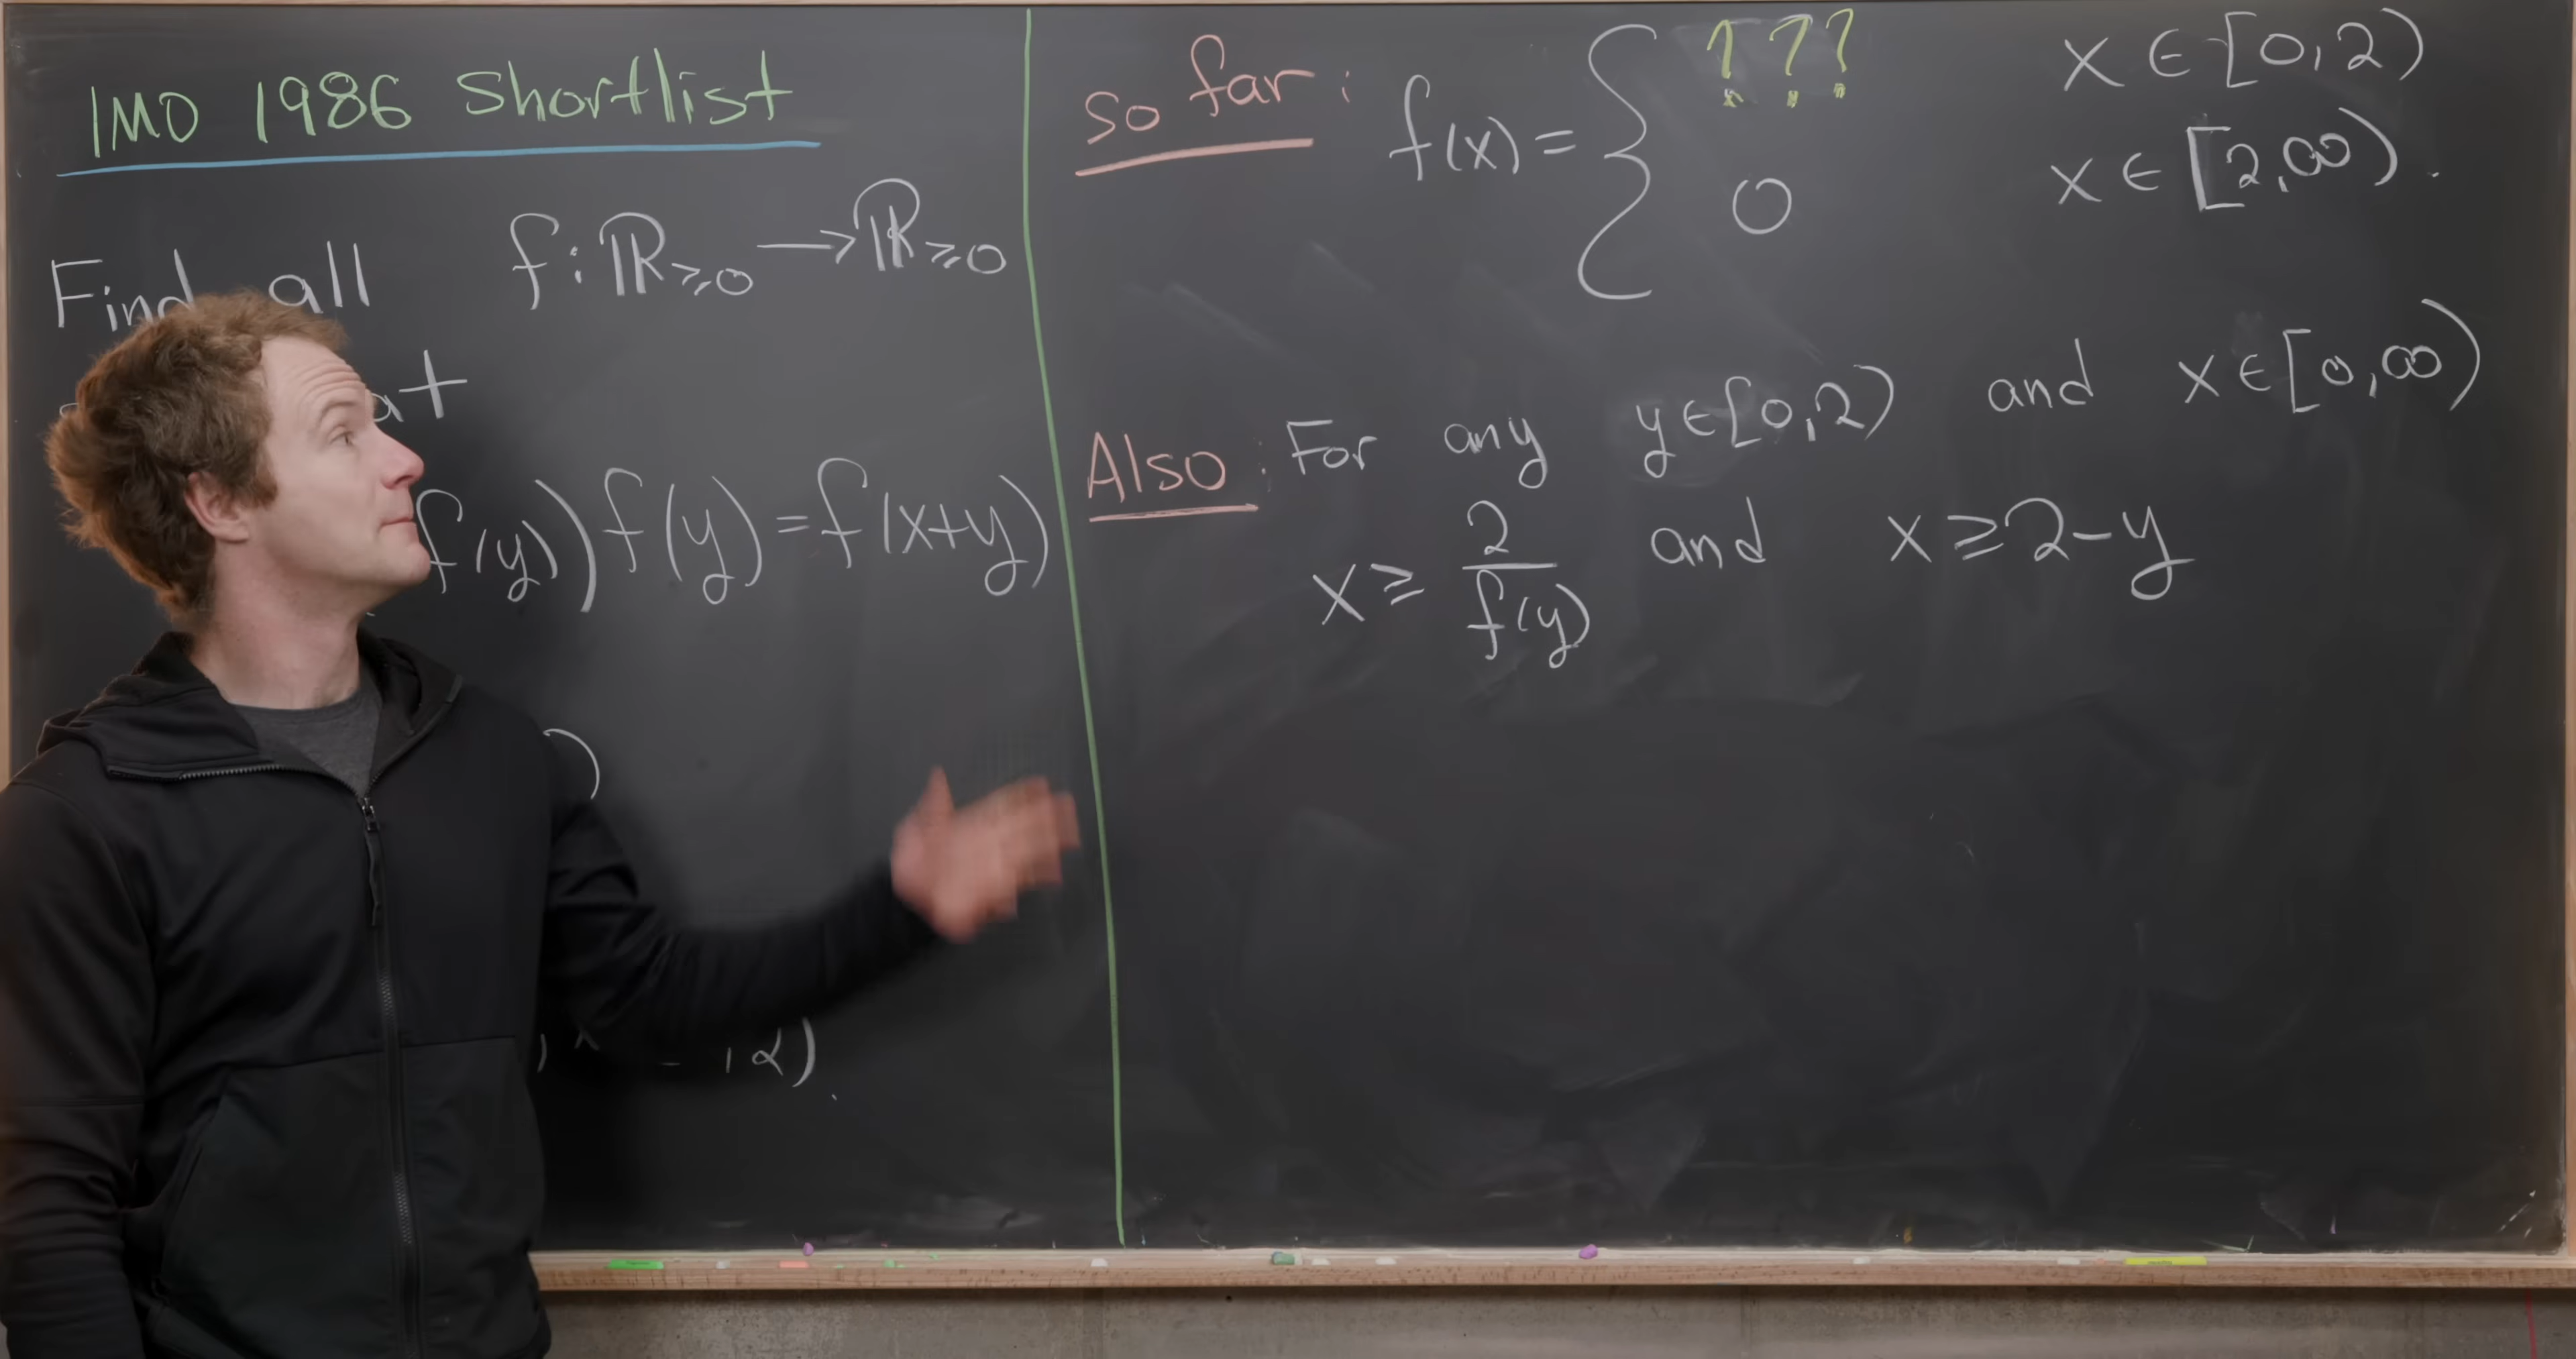 IMO 1986 Shortlist
Find all f: ℝ≥0 → ℝ≥0
f(y)) f(y) = f(x+y)
)
, 2)
So far: f(x) = { ??? x ∈ [0,2)
0 x ∈ [2,∞).
Also: For any y ∈ [0,2) and x ∈ [0,∞)
x ≥ 2/f(y) and x ≥ 2-y